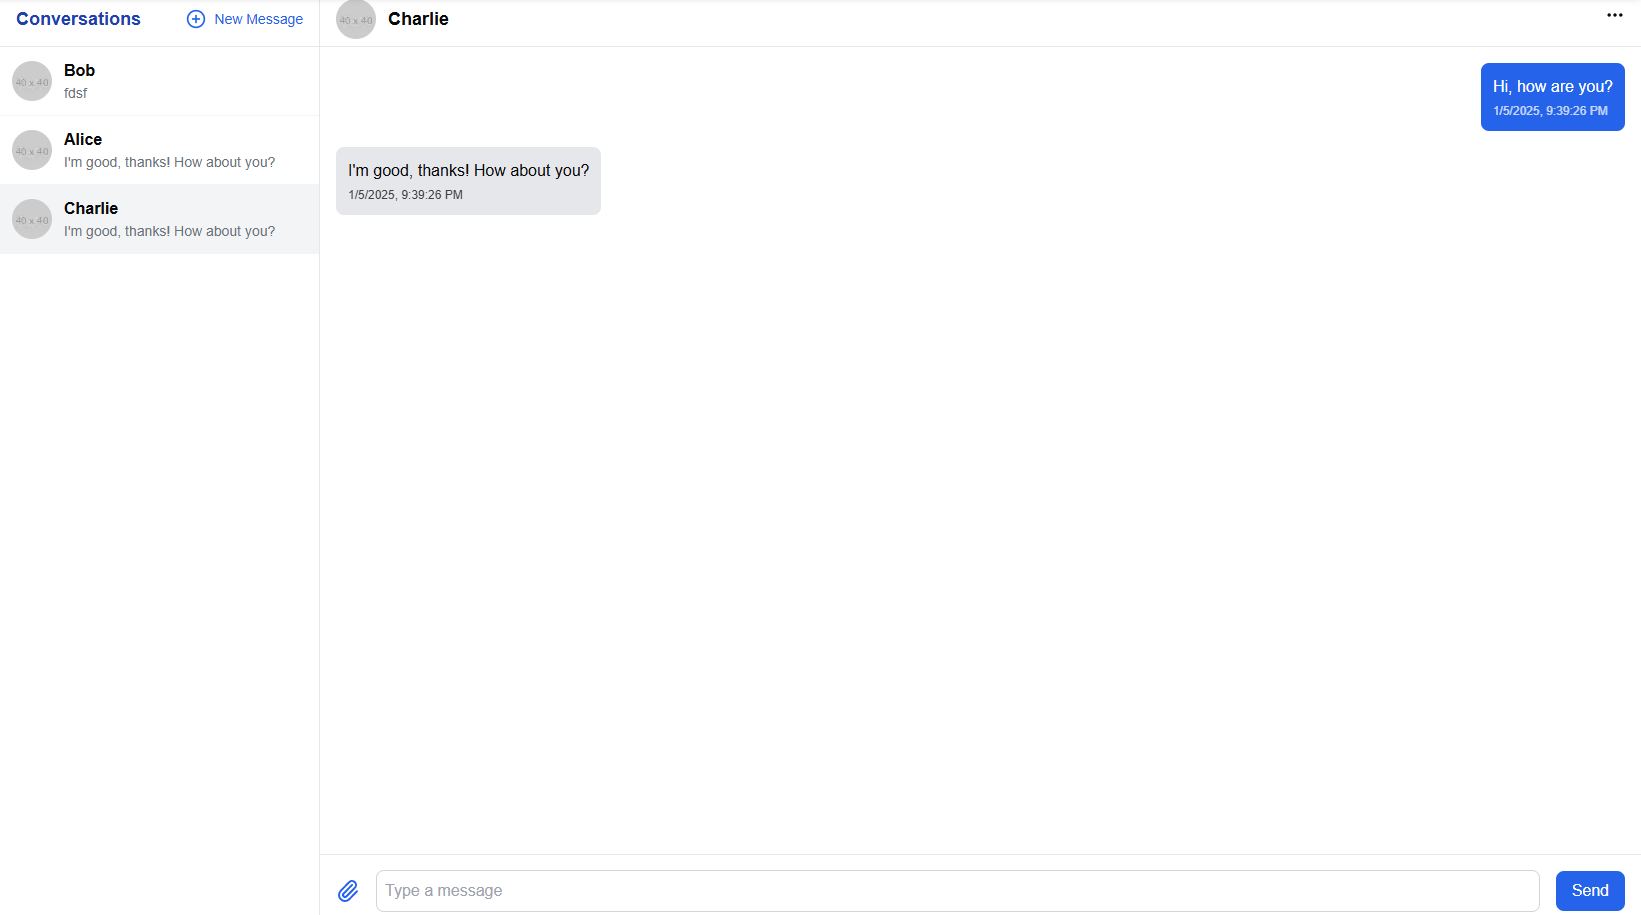 Conversations
New Message
40 x 40
Bob
fdsf
40 x 40
Alice
I'm good, thanks! How about you?
40 x 40
Charlie
I'm good, thanks! How about you?
40 x 40
Charlie
Hi, how are you?
1/5/2025, 9:39:26 PM
I'm good, thanks! How about you?
1/5/2025, 9:39:26 PM
Type a message
Send